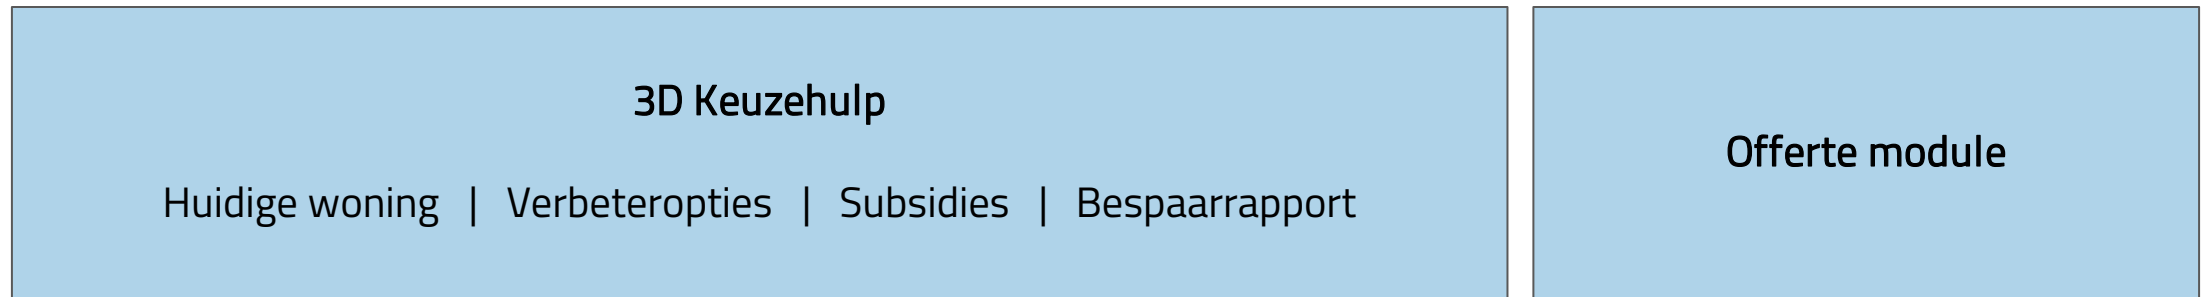 3D Keuzehulp
Huidige woning | Verbeteropties | Subsidies | Bespaarrapport
Offerte module